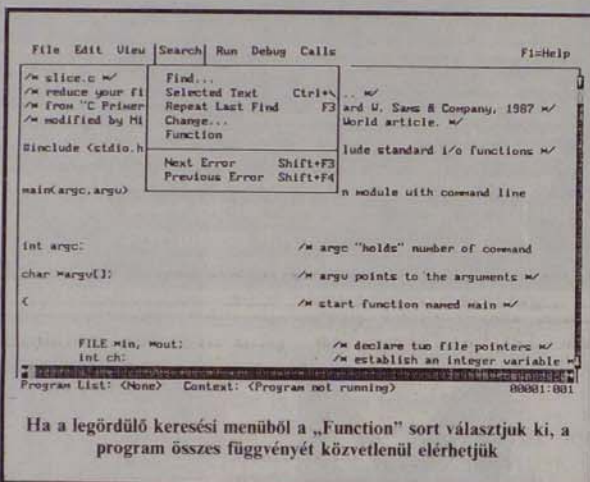 File Edit View Search Run Debug Calls F1=Help
/* slice.c */
Find...
/* reduce your fi
Selected Text Ctrl+\
.. */
/* from "C Primer
Repeat Last Find F3
ard W. Sams & Company, 1987 */
/* modified by Mi
Change...
World article. */
Function
#include <stdio.h
lude standard i/o functions */
Next Error Shift+F3
Previous Error Shift+F4
main(argc,argv)
n module with command line
int argc; /* argc "holds" number of command
char *argv[]; /* argv points to the arguments */
{ /* start function named main */
FILE *in, *out; /* declare two file pointers */
int ch; /* establish an integer variable *
Program List: <None> Context: <Program not running> 00001:001
Ha a legördülő keresési menüből a „Function" sort választjuk ki, a
program összes függvényét közvetlenül elérhetjük